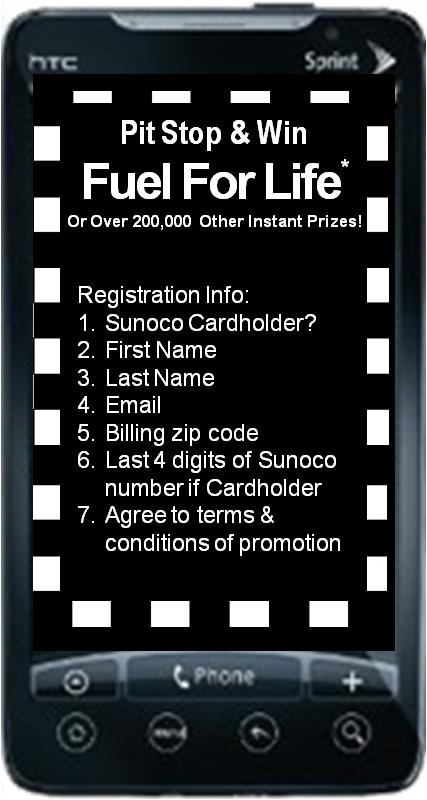 hTC Sprint
Pit Stop & Win
Fuel For Life*
Or Over 200,000 Other Instant Prizes!
Registration Info:
1. Sunoco Cardholder?
2. First Name
3. Last Name
4. Email
5. Billing zip code
6. Last 4 digits of Sunoco
number if Cardholder
7. Agree to terms &
conditions of promotion
Phone